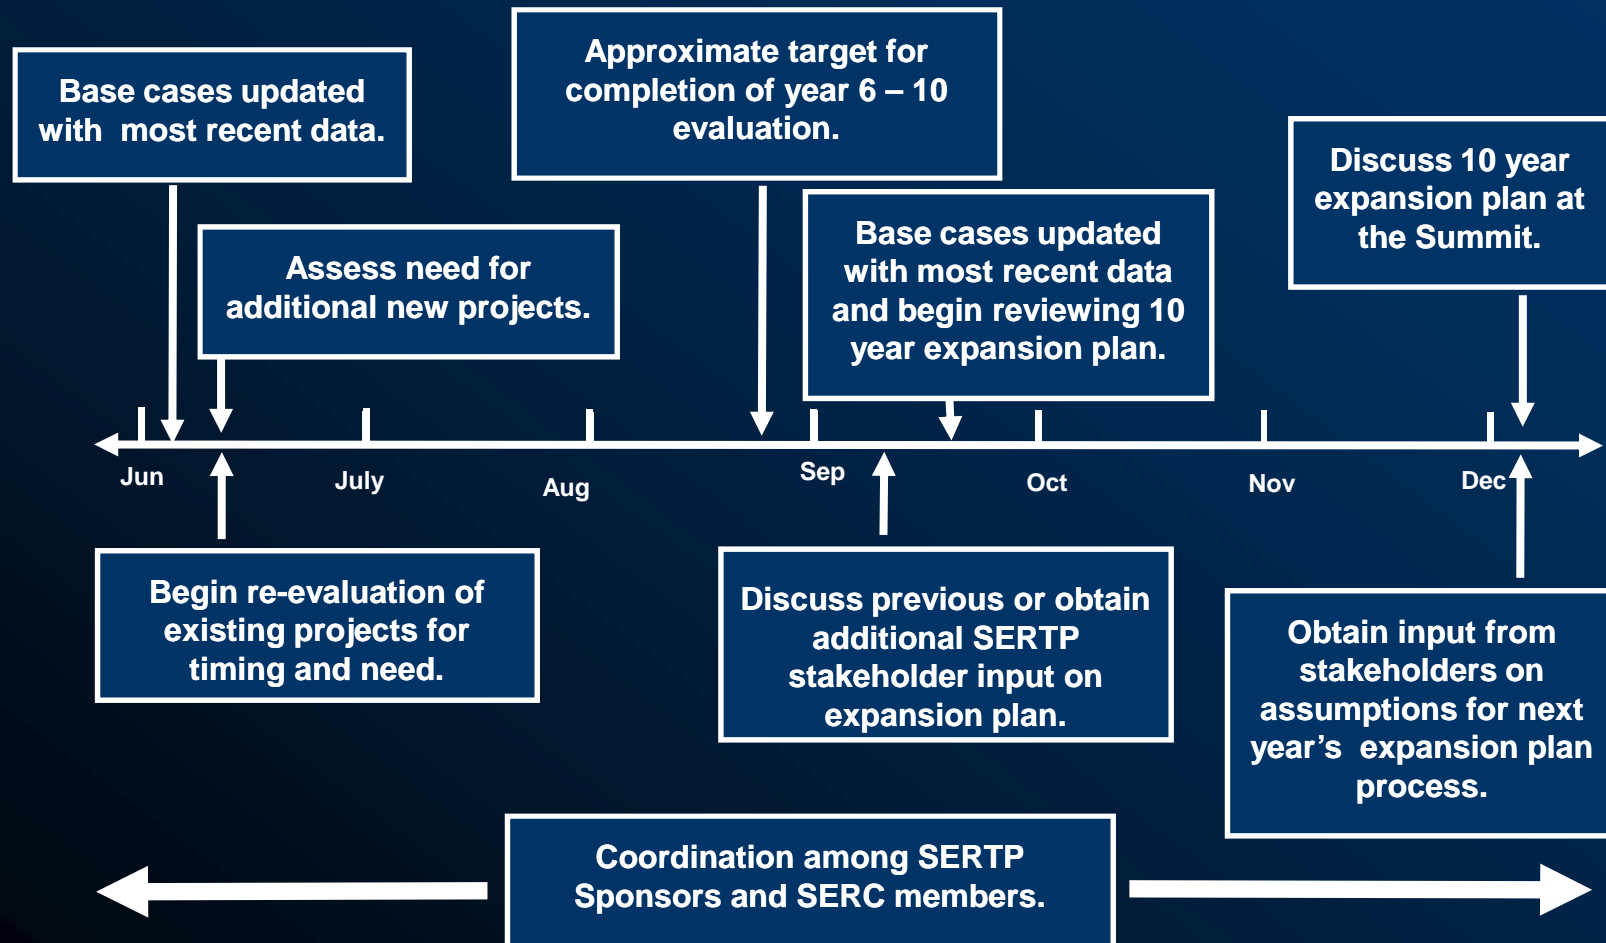 Approximate target for
completion of year 6 – 10
evaluation.
Base cases updated
with  most recent data.
Discuss 10 year
expansion plan at
the Summit.
Base cases updated
with most recent data
and begin reviewing 10
year expansion plan.
Assess need for
additional new projects.
Jun
July
Aug
Sep
Oct
Nov
Dec
Begin re-evaluation of
existing projects for
timing and need.
Discuss previous or obtain
additional SERTP
stakeholder input on
expansion plan.
Obtain input from
stakeholders on
assumptions for next
year’s  expansion plan
process.
Coordination among SERTP
Sponsors and SERC members.